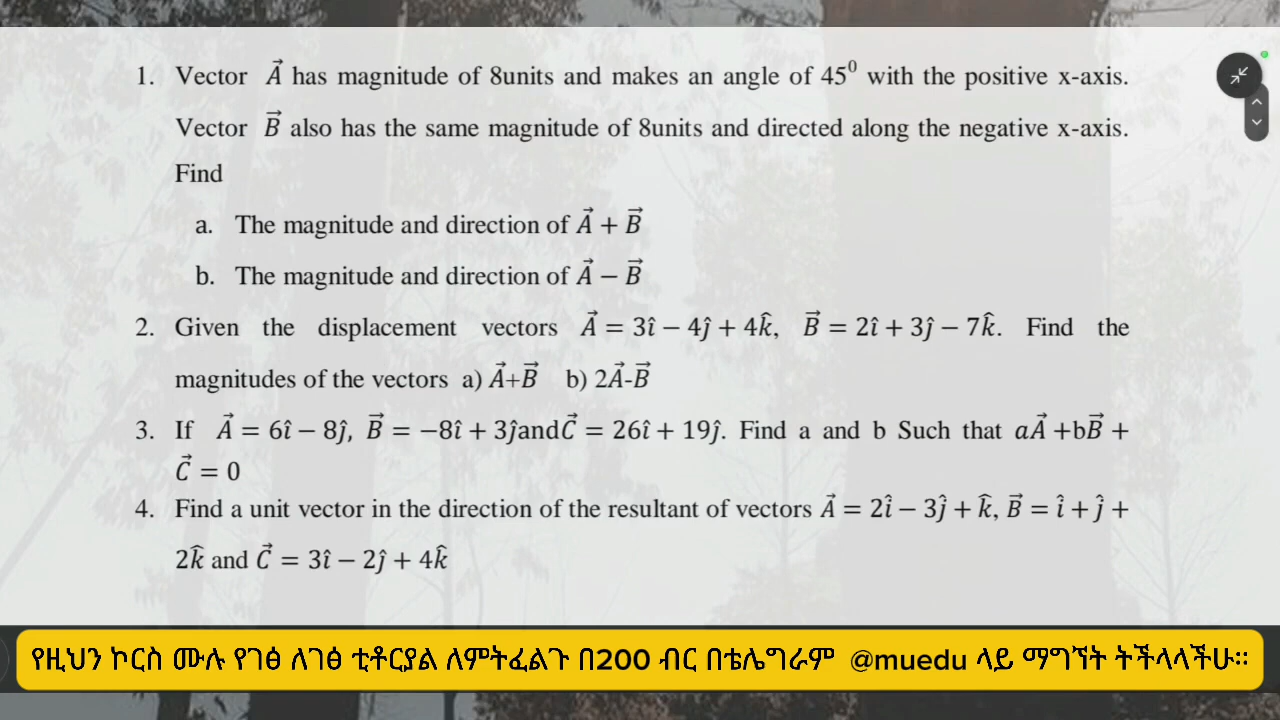 1. Vector A⃗ has magnitude of 8units and makes an angle of 45⁰ with the positive x-axis.
Vector B⃗ also has the same magnitude of 8units and directed along the negative x-axis.
Find
a. The magnitude and direction of A⃗ + B⃗
b. The magnitude and direction of A⃗ − B⃗
2. Given the displacement vectors A⃗ = 3î − 4ĵ + 4k̂, B⃗ = 2î + 3ĵ − 7k̂. Find the
magnitudes of the vectors a) A⃗+B⃗ b) 2A⃗-B⃗
3. If A⃗ = 6î − 8ĵ, B⃗ = −8î + 3ĵandC⃗ = 26î + 19ĵ. Find a and b Such that aA⃗ +bB⃗ +
C⃗ = 0
4. Find a unit vector in the direction of the resultant of vectors A⃗ = 2î − 3ĵ + k̂, B⃗ = î + ĵ +
2k̂ and C⃗ = 3î − 2ĵ + 4k̂
የዚህን ኮርስ ሙሉ የገፅ ለገፅ ቲቶርያል ለምትፈልጉ በ200 ብር በቴሌግራም @muedu ላይ ማግኘት ትችላላችሁ።